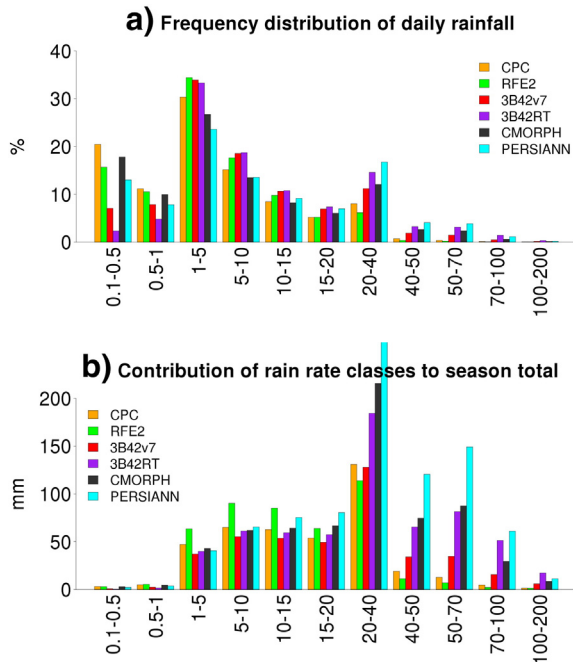 a) Frequency distribution of daily rainfall
40
30
20
10
0
%
CPC
RFE2
3B42v7
3B42RT
CMORPH
PERSIANN
0.1-0.5
0.5-1
1-5
5-10
10-15
15-20
20-40
40-50
50-70
70-100
100-200
b) Contribution of rain rate classes to season total
200
150
100
50
0
mm
CPC
RFE2
3B42v7
3B42RT
CMORPH
PERSIANN
0.1-0.5
0.5-1
1-5
5-10
10-15
15-20
20-40
40-50
50-70
70-100
100-200